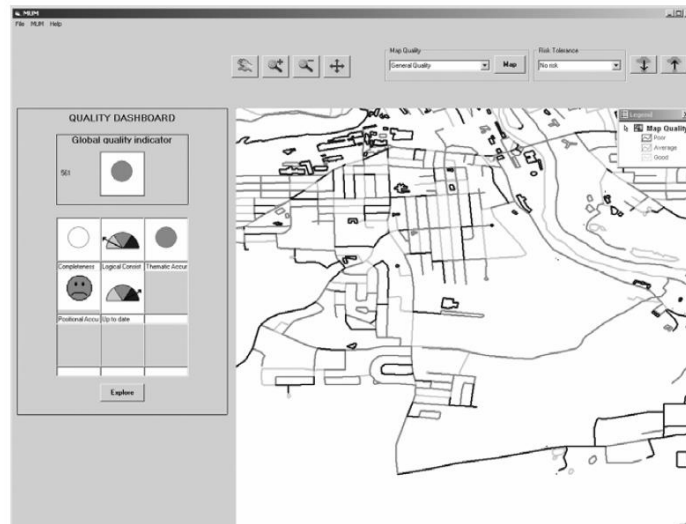 MUM
File MUM Help
Map Quality
General Quality
Map
Risk Tolerance
No risk
QUALITY DASHBOARD
Global quality indicator
Legend
Map Quality
Poor
Average
Good
Completeness
Logical Consist
Thematic Accur
Positional Accu
Up to date
Explore